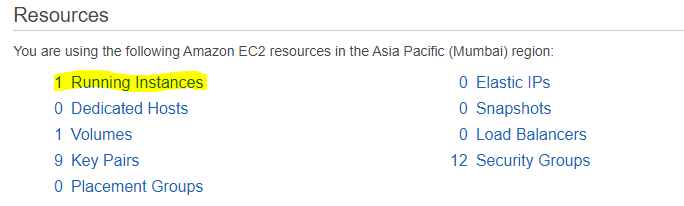 Resources
You are using the following Amazon EC2 resources in the Asia Pacific (Mumbai) region:
1 Running Instances
0 Elastic IPs
0 Dedicated Hosts
0 Snapshots
1 Volumes
0 Load Balancers
9 Key Pairs
12 Security Groups
0 Placement Groups